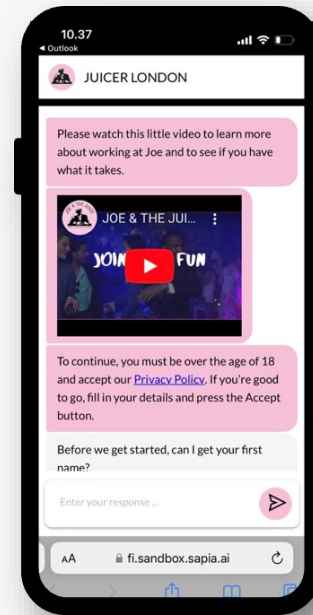 10.37
◀ Outlook
JUICER LONDON
Please watch this little video to learn more
about working at Joe and to see if you have
what it takes.
JOE & THE JUI...
JOIN FUN
To continue, you must be over the age of 18
and accept our Privacy Policy. If you're good
to go, fill in your details and press the Accept
button.
Before we get started, can I get your first
name?
Enter your response ...
AA fi.sandbox.sapia.ai